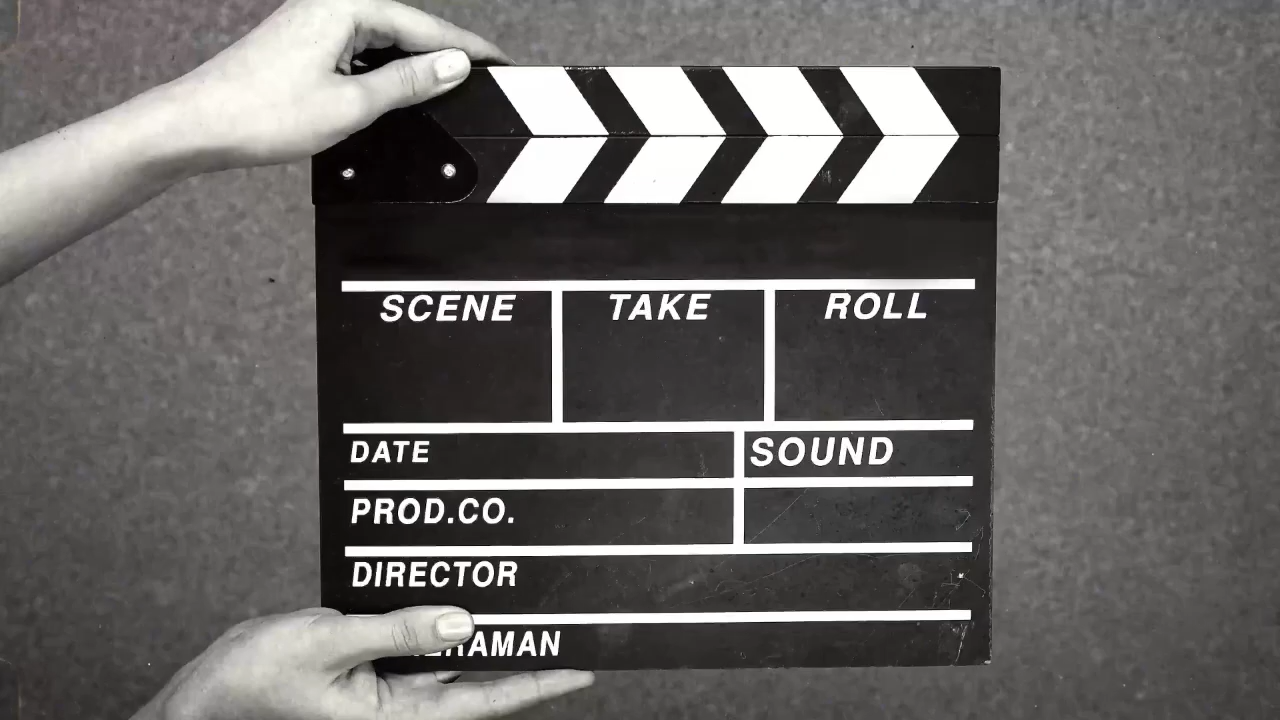 SCENE TAKE ROLL
DATE SOUND
PROD.CO.
DIRECTOR